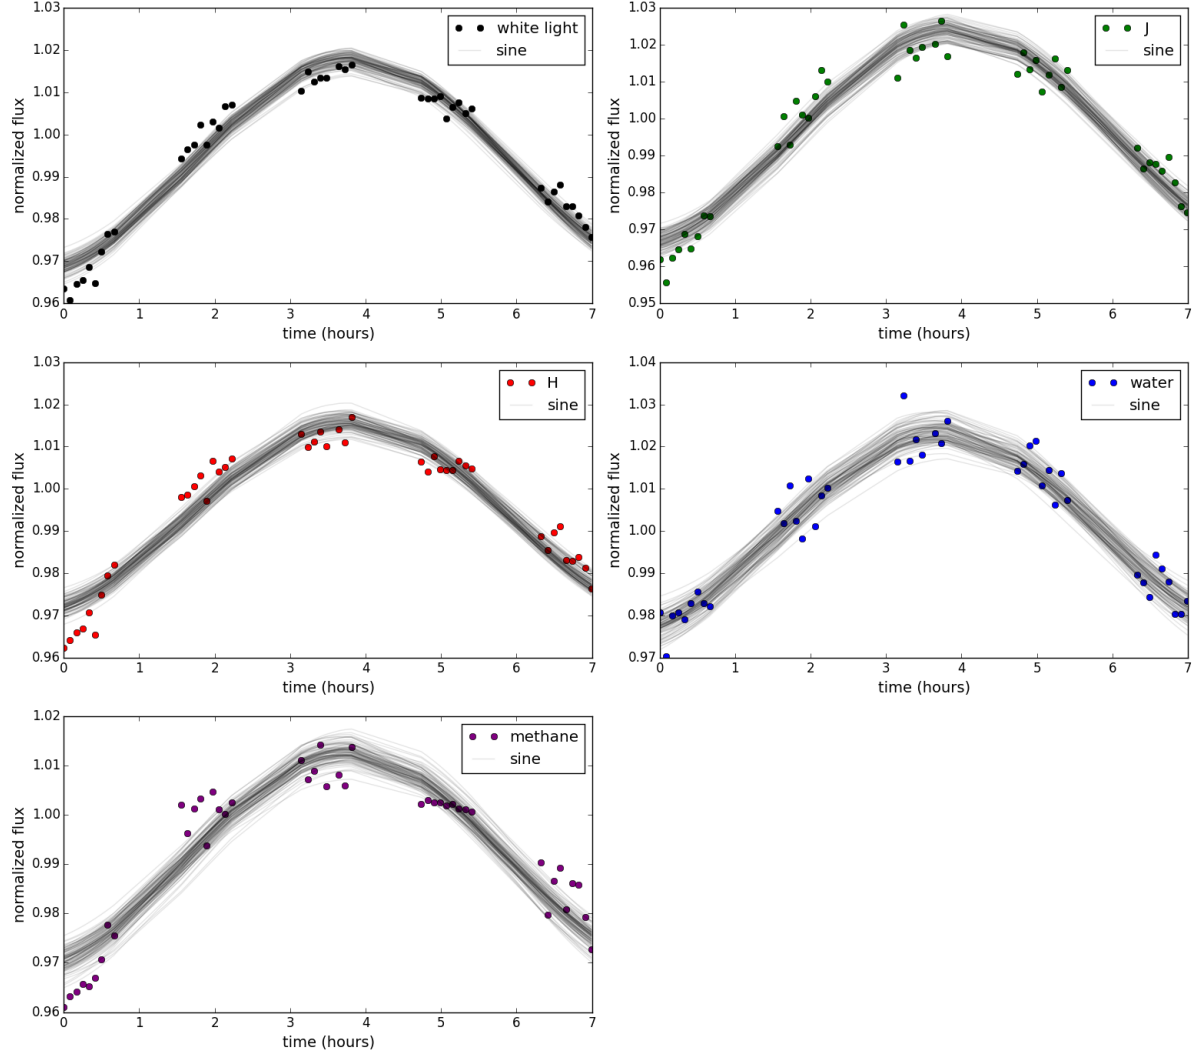 white light
sine
1.03
1.02
1.01
1.00
0.99
0.98
0.97
0.96
normalized flux
0 1 2 3 4 5 6 7
time (hours)
J
sine
1.03
1.02
1.01
1.00
0.99
0.98
0.97
0.96
0.95
normalized flux
0 1 2 3 4 5 6 7
time (hours)
H
sine
1.03
1.02
1.01
1.00
0.99
0.98
0.97
0.96
normalized flux
0 1 2 3 4 5 6 7
time (hours)
water
sine
1.04
1.03
1.02
1.01
1.00
0.99
0.98
0.97
normalized flux
0 1 2 3 4 5 6 7
time (hours)
methane
sine
1.02
1.01
1.00
0.99
0.98
0.97
0.96
normalized flux
0 1 2 3 4 5 6 7
time (hours)